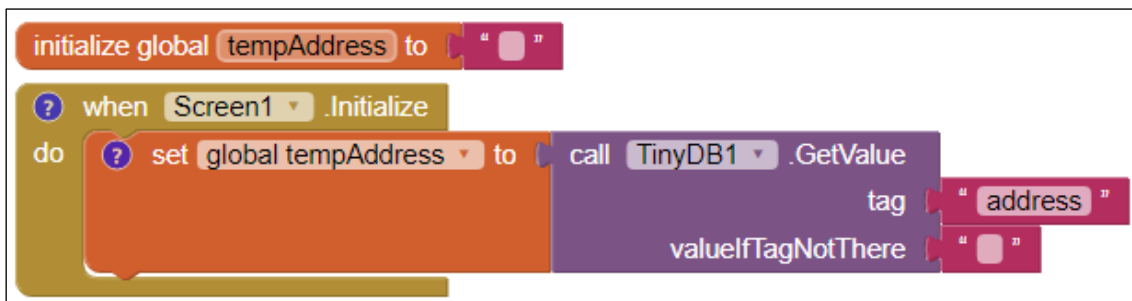 initialize global tempAddress to " "
? when Screen1 .Initialize
do ? set global tempAddress to call TinyDB1 .GetValue
tag " address "
valueIfTagNotThere " "